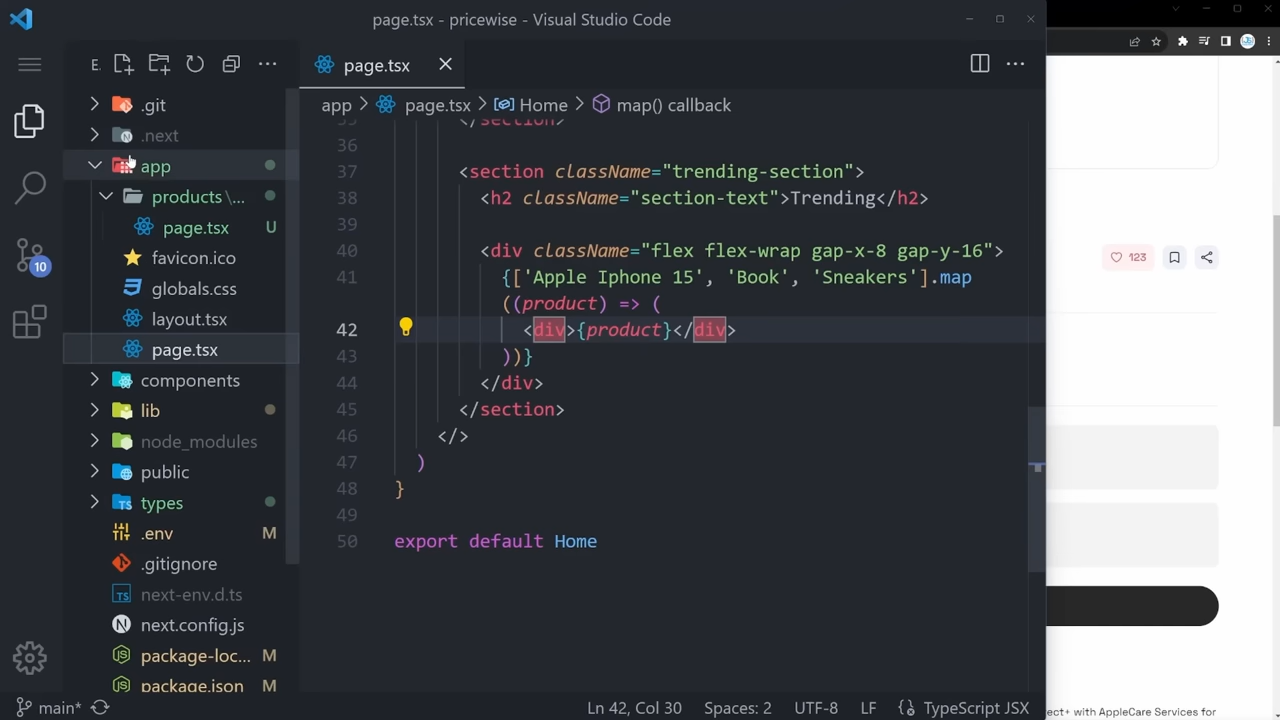 page.tsx - pricewise - Visual Studio Code
E.
page.tsx
.git
app
page.tsx
Home
map() callback
.next
35
</section>
36
app
37
<section className="trending-section">
products\...
38
<h2 className="section-text">Trending</h2>
page.tsx
U
39
favicon.ico
40
<div className="flex flex-wrap gap-x-8 gap-y-16">
123
globals.css
41
{['Apple Iphone 15', 'Book', 'Sneakers'].map
10
((product) => (
layout.tsx
42
<div>{product}</div>
page.tsx
43
))}
components
44
</div>
lib
45
</section>
node_modules
46
</>
public
47
)
types
48
}
.env
M
49
.gitignore
50
export default Home
next-env.d.ts
next.config.js
package-loc...
M
package.json
M
main*
Ln 42, Col 30
Spaces: 2
UTF-8
LF
TypeScript JSX
ect+ with AppleCare Services for